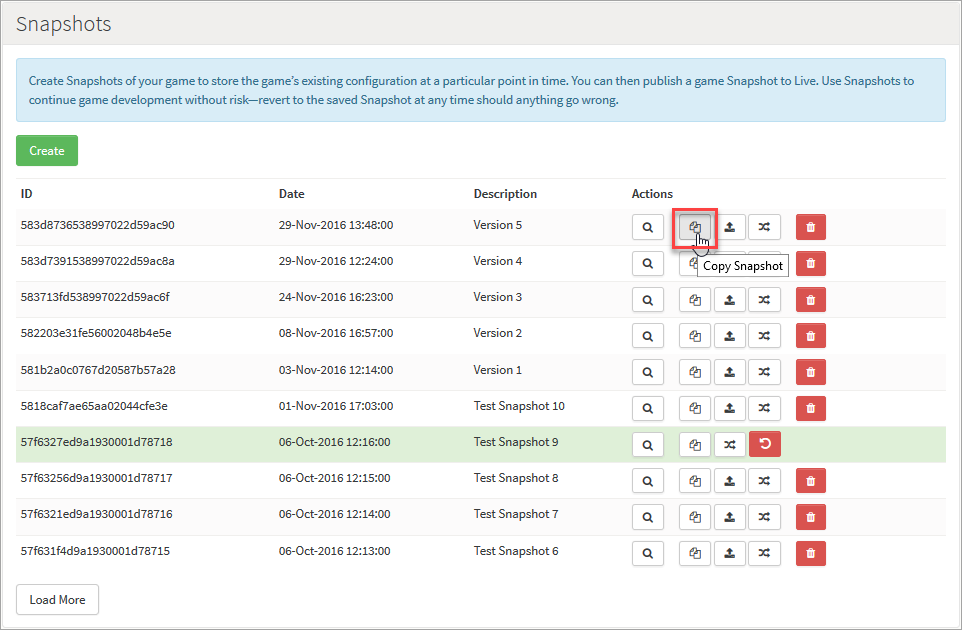 Snapshots
Create Snapshots of your game to store the game's existing configuration at a particular point in time. You can then publish a game Snapshot to Live. Use Snapshots to
continue game development without risk—revert to the saved Snapshot at any time should anything go wrong.
Create
ID Date Description Actions
583d8736538997022d59ac90 29-Nov-2016 13:48:00 Version 5
583d7391538997022d59ac8a 29-Nov-2016 12:24:00 Version 4
Copy Snapshot
583713fd538997022d59ac6f 24-Nov-2016 16:23:00 Version 3
582203e31fe56002048b4e5e 08-Nov-2016 16:57:00 Version 2
581b2a0c0767d20587b57a28 03-Nov-2016 12:14:00 Version 1
5818caf7ae65aa02044cfe3e 01-Nov-2016 17:03:00 Test Snapshot 10
57f6327ed9a1930001d78718 06-Oct-2016 12:16:00 Test Snapshot 9
57f63256d9a1930001d78717 06-Oct-2016 12:15:00 Test Snapshot 8
57f6321ed9a1930001d78716 06-Oct-2016 12:14:00 Test Snapshot 7
57f631f4d9a1930001d78715 06-Oct-2016 12:13:00 Test Snapshot 6
Load More